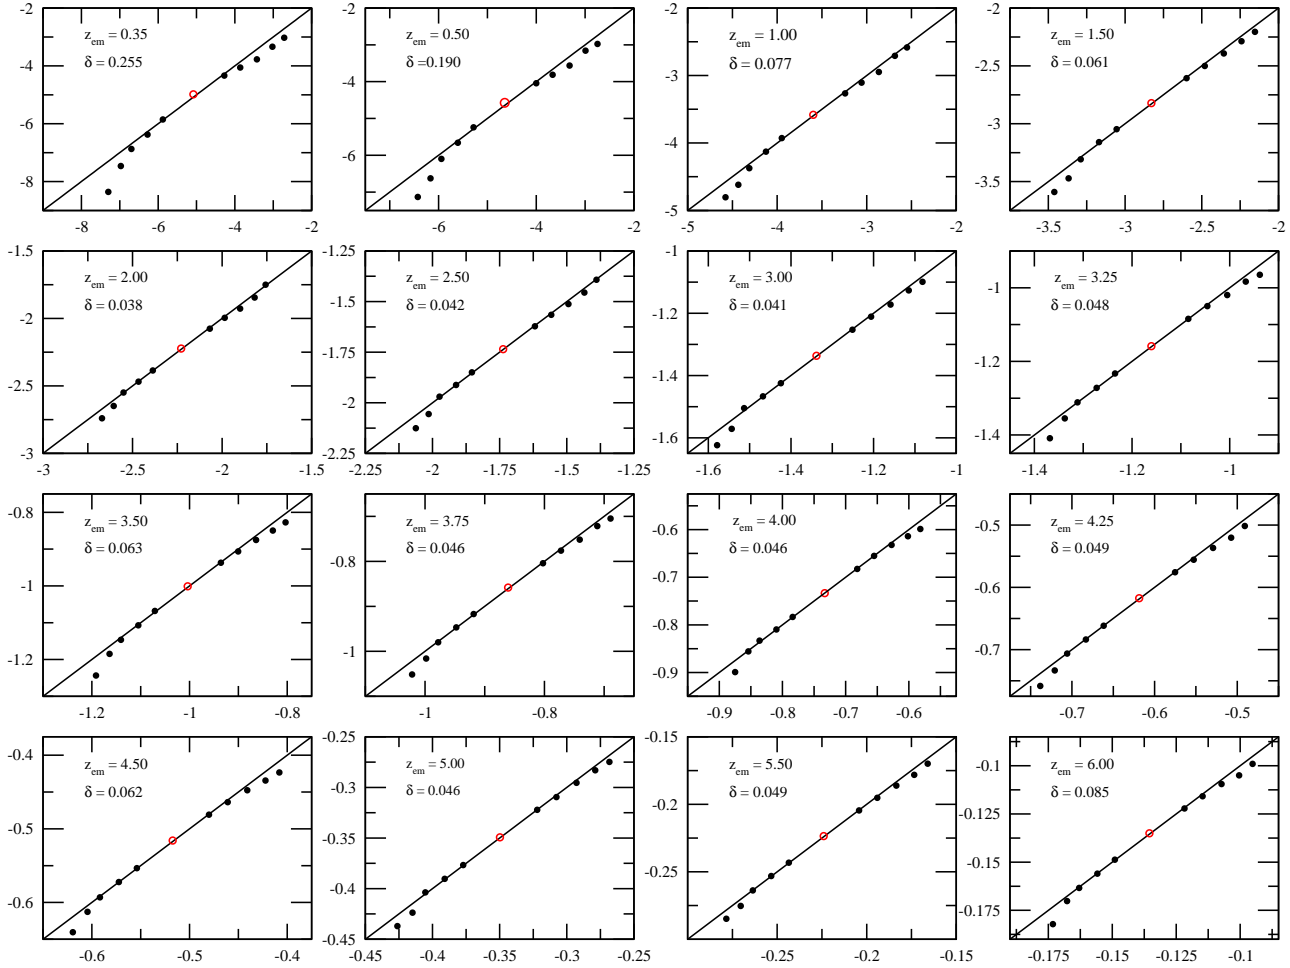 -2
-4
-6
-8
z_em = 0.35
δ = 0.255
-8 -6 -4 -2
-2
-4
-6
z_em = 0.50
δ =0.190
-6 -4 -2
-2
-3
-4
-5
z_em = 1.00
δ = 0.077
-5 -4 -3 -2
-2
-2.5
-3
-3.5
z_em = 1.50
δ = 0.061
-3.5 -3 -2.5 -2
-1.5
-2
-2.5
-3
z_em = 2.00
δ = 0.038
-3 -2.5 -2 -1.5
-1.25
-1.5
-1.75
-2
-2.25
z_em = 2.50
δ = 0.042
-2.25 -2 -1.75 -1.5 -1.25
-1
-1.2
-1.4
-1.6
z_em = 3.00
δ = 0.041
-1.6 -1.4 -1.2 -1
-1
-1.2
-1.4
z_em = 3.25
δ = 0.048
-1.4 -1.2 -1
-0.8
-1
-1.2
z_em = 3.50
δ = 0.063
-1.2 -1 -0.8
-0.8
-1
z_em = 3.75
δ = 0.046
-1 -0.8
-0.6
-0.7
-0.8
-0.9
z_em = 4.00
δ = 0.046
-0.9 -0.8 -0.7 -0.6
-0.5
-0.6
-0.7
z_em = 4.25
δ = 0.049
-0.7 -0.6 -0.5
-0.4
-0.5
-0.6
z_em = 4.50
δ = 0.062
-0.6 -0.5 -0.4
-0.25
-0.3
-0.35
-0.4
-0.45
z_em = 5.00
δ = 0.046
-0.45 -0.4 -0.35 -0.3 -0.25
-0.15
-0.2
-0.25
z_em = 5.50
δ = 0.049
-0.25 -0.2 -0.15
-0.1
-0.125
-0.15
-0.175
z_em = 6.00
δ = 0.085
-0.175 -0.15 -0.125 -0.1